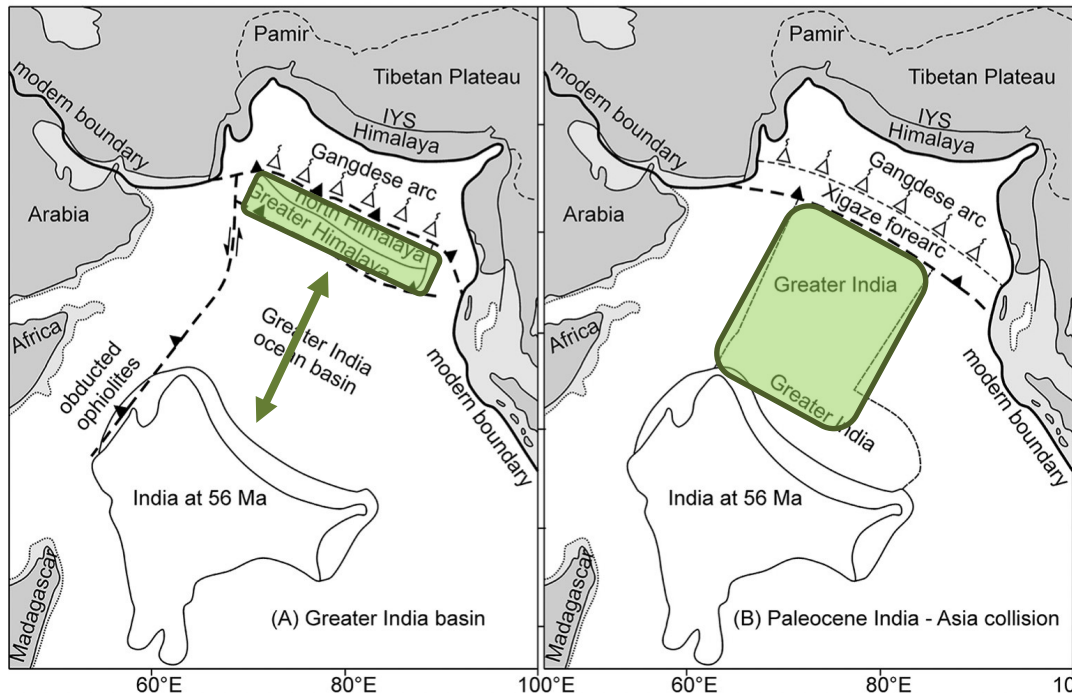 Pamir
Tibetan Plateau
modern boundary
IYS
Himalaya
Gangdese arc
Arabia
north Himalaya
Greater Himalaya
Africa
Greater India
ocean basin
obducted
ophiolites
modern boundary
India at 56 Ma
Madagascar
(A) Greater India basin
60°E
80°E
Pamir
Tibetan Plateau
modern boundary
IYS
Himalaya
Gangdese arc
Xigaze forearc
Arabia
Greater India
Africa
Greater India
modern boundary
India at 56 Ma
Madagascar
(B) Paleocene India - Asia collision
100°E
60°E
80°E
10